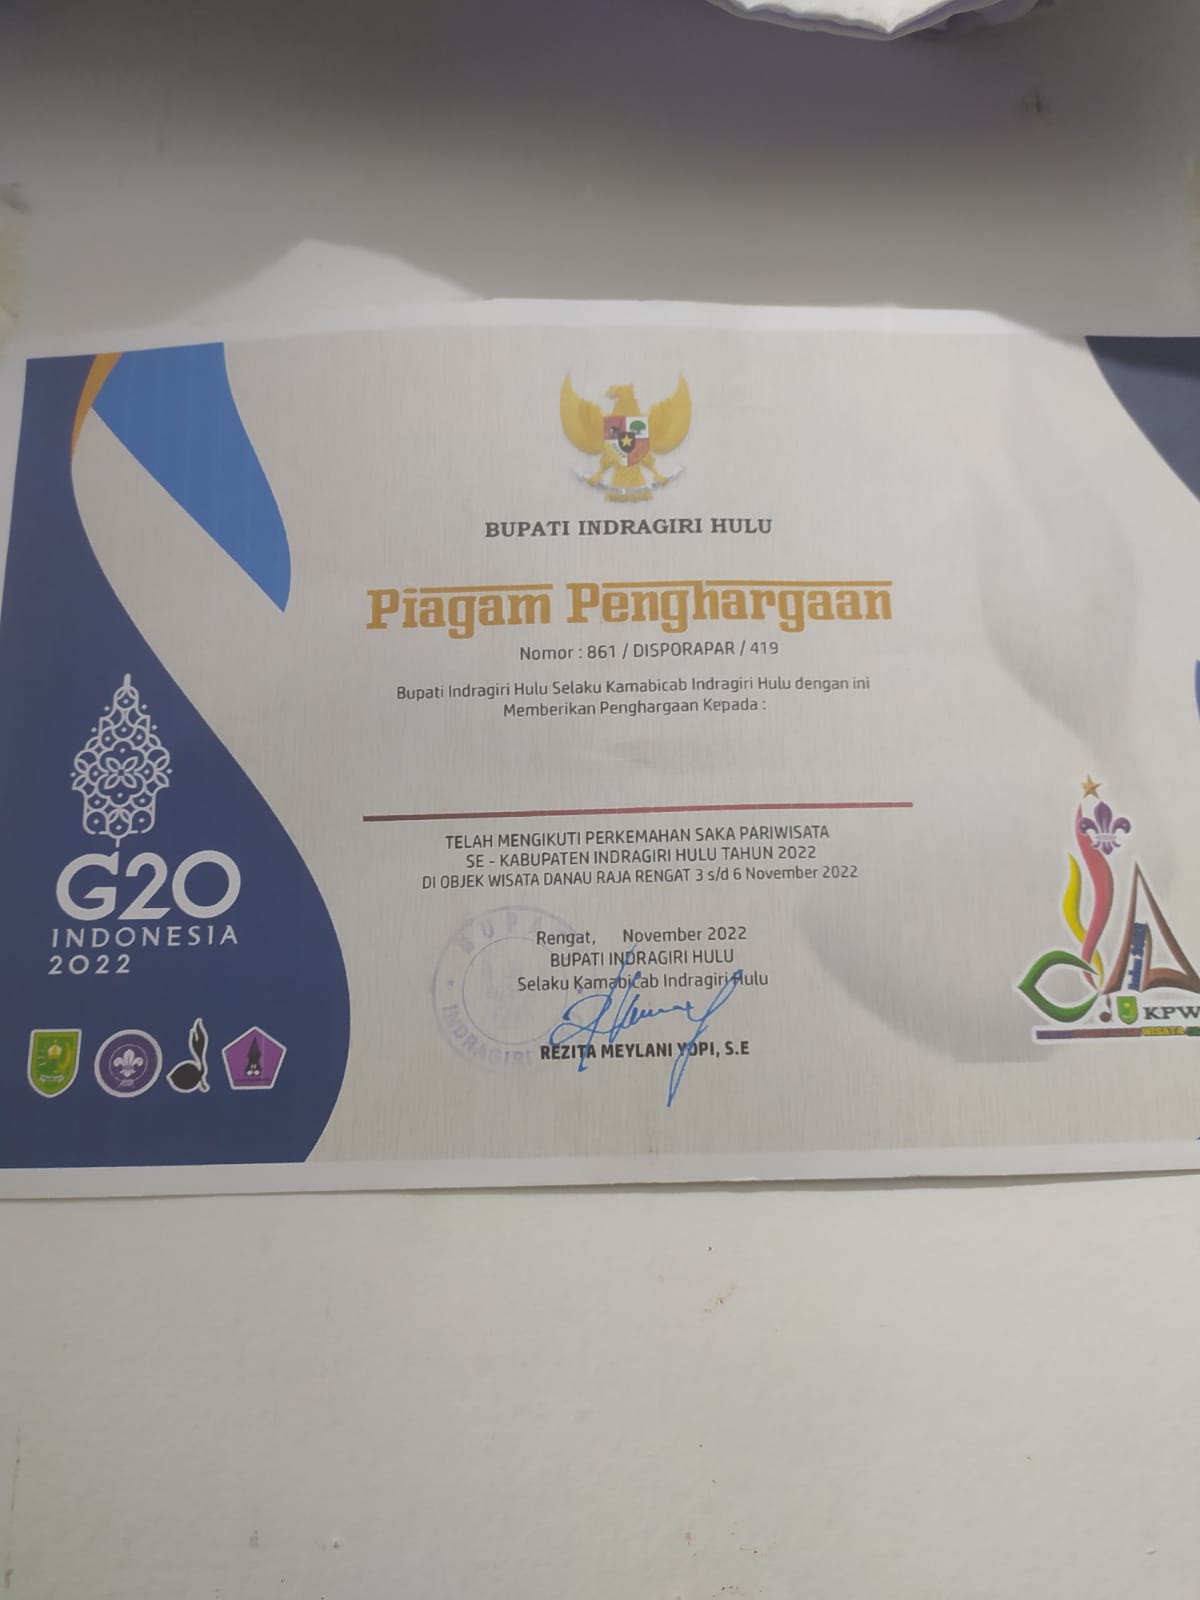 BUPATI INDRAGIRI HULU
Piagam Penghargaan
Nomor : 861 / DISPORAPAR / 419
Bupati Indragiri Hulu Selaku Kamabicab Indragiri Hulu dengan ini
Memberikan Penghargaan Kepada :
TELAH MENGIKUTI PERKEMAHAN SAKA PARIWISATA
SE - KABUPATEN INDRAGIRI HULU TAHUN 2022
DI OBJEK WISATA DANAU RAJA RENGAT 3 s/d 6 November 2022
Rengat, November 2022
BUPATI INDRAGIRI HULU
Selaku Kamabicab Indragiri Hulu
REZITA MEYLANI YOPI, S.E
BUPA
INDRAGIRI
G20
INDONESIA
2022
KPW
WISATA